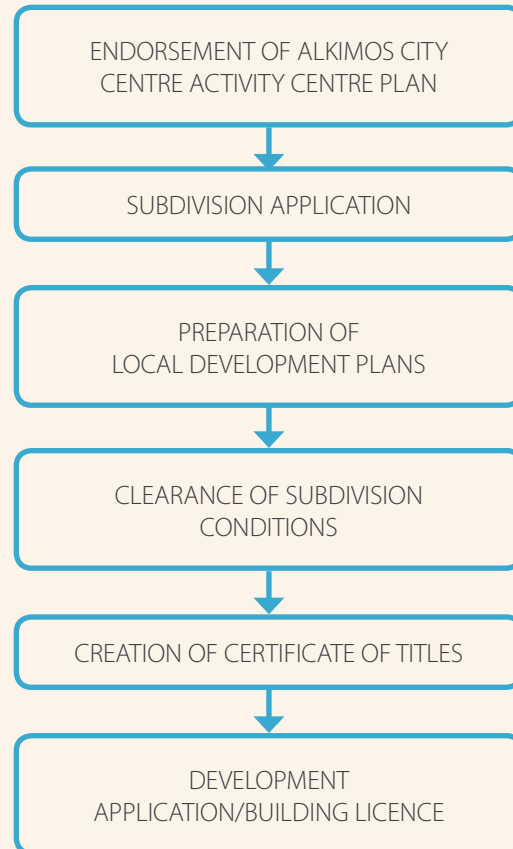 ENDORSEMENT OF ALKIMOS CITY
CENTRE ACTIVITY CENTRE PLAN
SUBDIVISION APPLICATION
PREPARATION OF
LOCAL DEVELOPMENT PLANS
CLEARANCE OF SUBDIVISION
CONDITIONS
CREATION OF CERTIFICATE OF TITLES
DEVELOPMENT
APPLICATION/BUILDING LICENCE